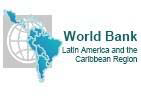 World Bank
Latin America and the
Caribbean Region